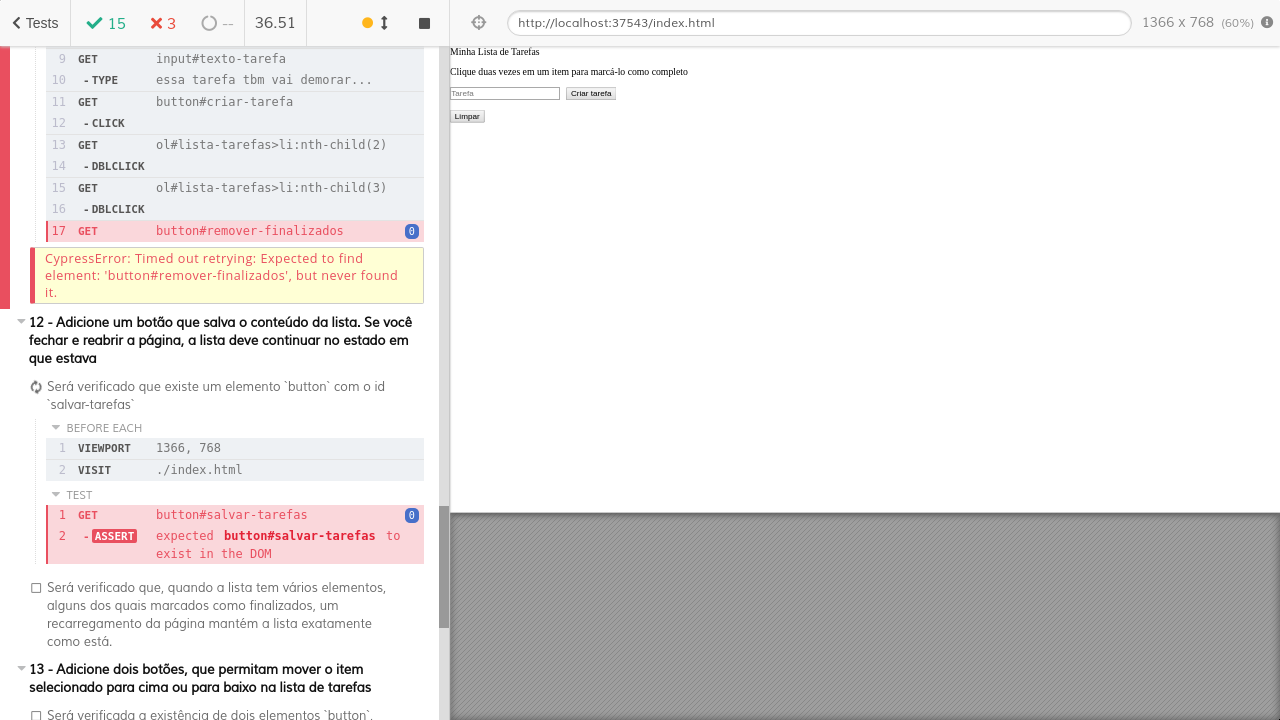 Tests 15 3 -- 36.51
http://localhost:37543/index.html 1366 x 768 (60%)
9 GET input#texto-tarefa
10 -TYPE essa tarefa tbm vai demorar...
11 GET button#criar-tarefa
12 -CLICK
13 GET ol#lista-tarefas>li:nth-child(2)
14 -DBLCLICK
15 GET ol#lista-tarefas>li:nth-child(3)
16 -DBLCLICK
17 GET button#remover-finalizados 0
CypressError: Timed out retrying: Expected to find
element: 'button#remover-finalizados', but never found
it.
12 - Adicione um botão que salva o conteúdo da lista. Se você
fechar e reabrir a página, a lista deve continuar no estado em
que estava
Será verificado que existe um elemento `button` com o id
`salvar-tarefas`
BEFORE EACH
1 VIEWPORT 1366, 768
2 VISIT ./index.html
TEST
1 GET button#salvar-tarefas 0
2 -ASSERT expected button#salvar-tarefas to
exist in the DOM
Será verificado que, quando a lista tem vários elementos,
alguns dos quais marcados como finalizados, um
recarregamento da página mantém a lista exatamente
como está.
13 - Adicione dois botões, que permitam mover o item
selecionado para cima ou para baixo na lista de tarefas
Será verificada a existência de dois elementos `button`,
Minha Lista de Tarefas
Clique duas vezes em um item para marcá-lo como completo
Tarefa Criar tarefa
Limpar